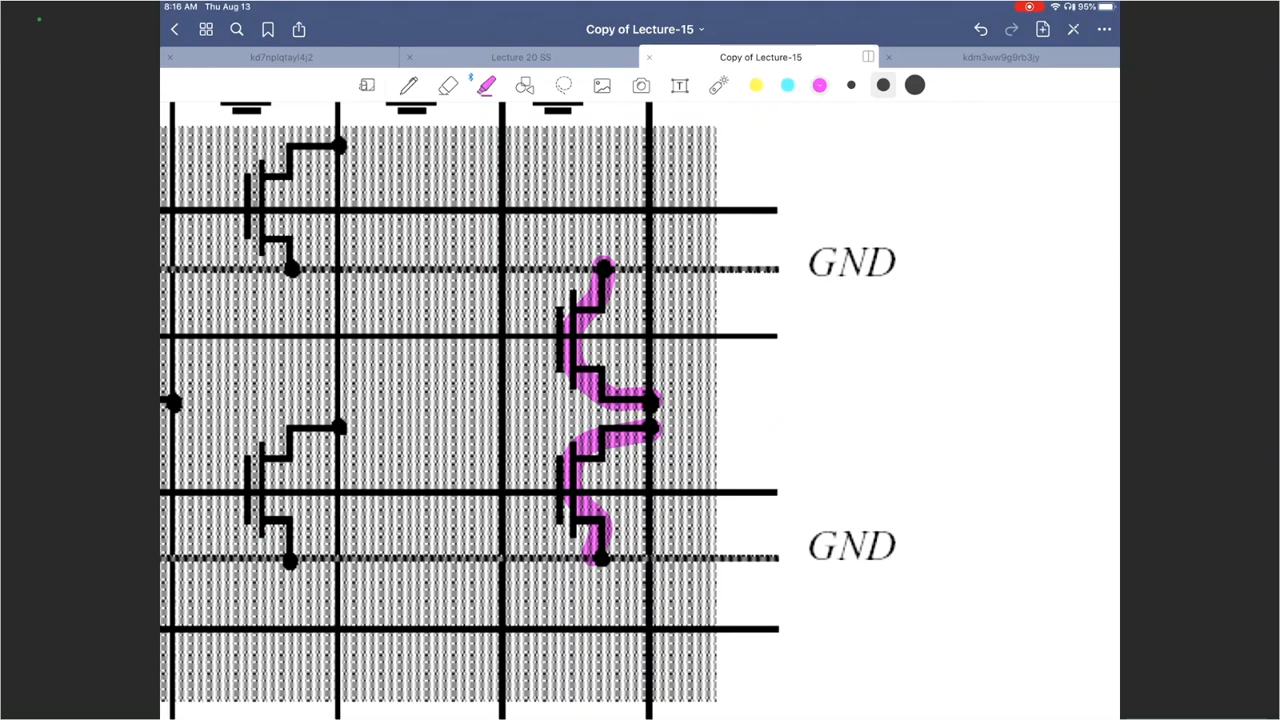 8:16 AM Thu Aug 13 95%
Copy of Lecture-15
kd7nplqtayl4j2 Lecture 20 SS Copy of Lecture-15 kdm3ww9g9rb3jy
T
GND
GND